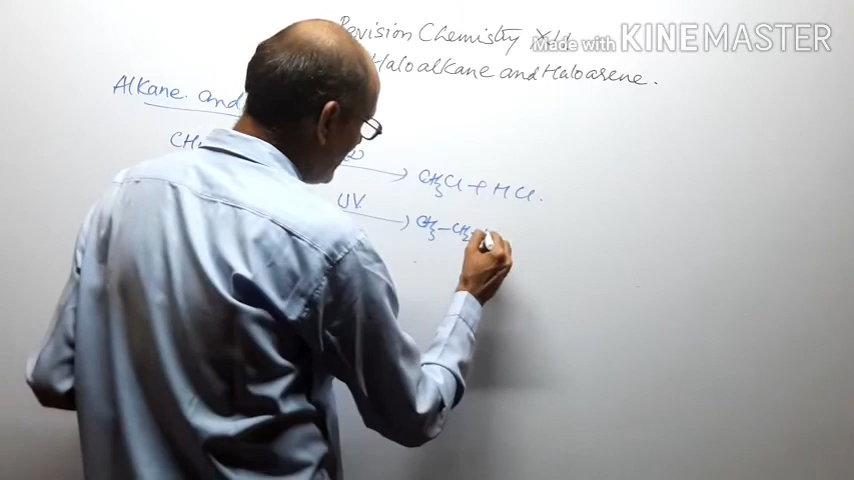 Revision Chemistry XII
Made with KINEMASTER
Haloalkane and Haloarene.
Alkane and
CH
CH3Cl + HCl.
UV
CH3-CH2